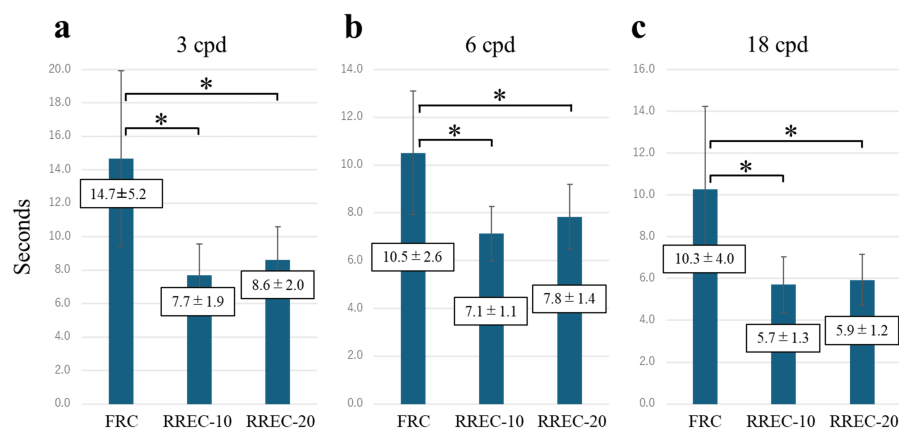 a
3 cpd
Seconds
20.0
18.0
16.0
14.0
12.0
10.0
8.0
6.0
4.0
2.0
0.0
*
*
14.7±5.2
7.7 ± 1.9
8.6 ± 2.0
FRC RREC-10 RREC-20
b
6 cpd
14.0
12.0
10.0
8.0
6.0
4.0
2.0
0.0
*
*
10.5 ± 2.6
7.1 ± 1.1
7.8 ± 1.4
FRC RREC-10 RREC-20
c
18 cpd
16.0
14.0
12.0
10.0
8.0
6.0
4.0
2.0
0.0
*
*
10.3 ± 4.0
5.7 ± 1.3
5.9 ± 1.2
FRC RREC-10 RREC-20